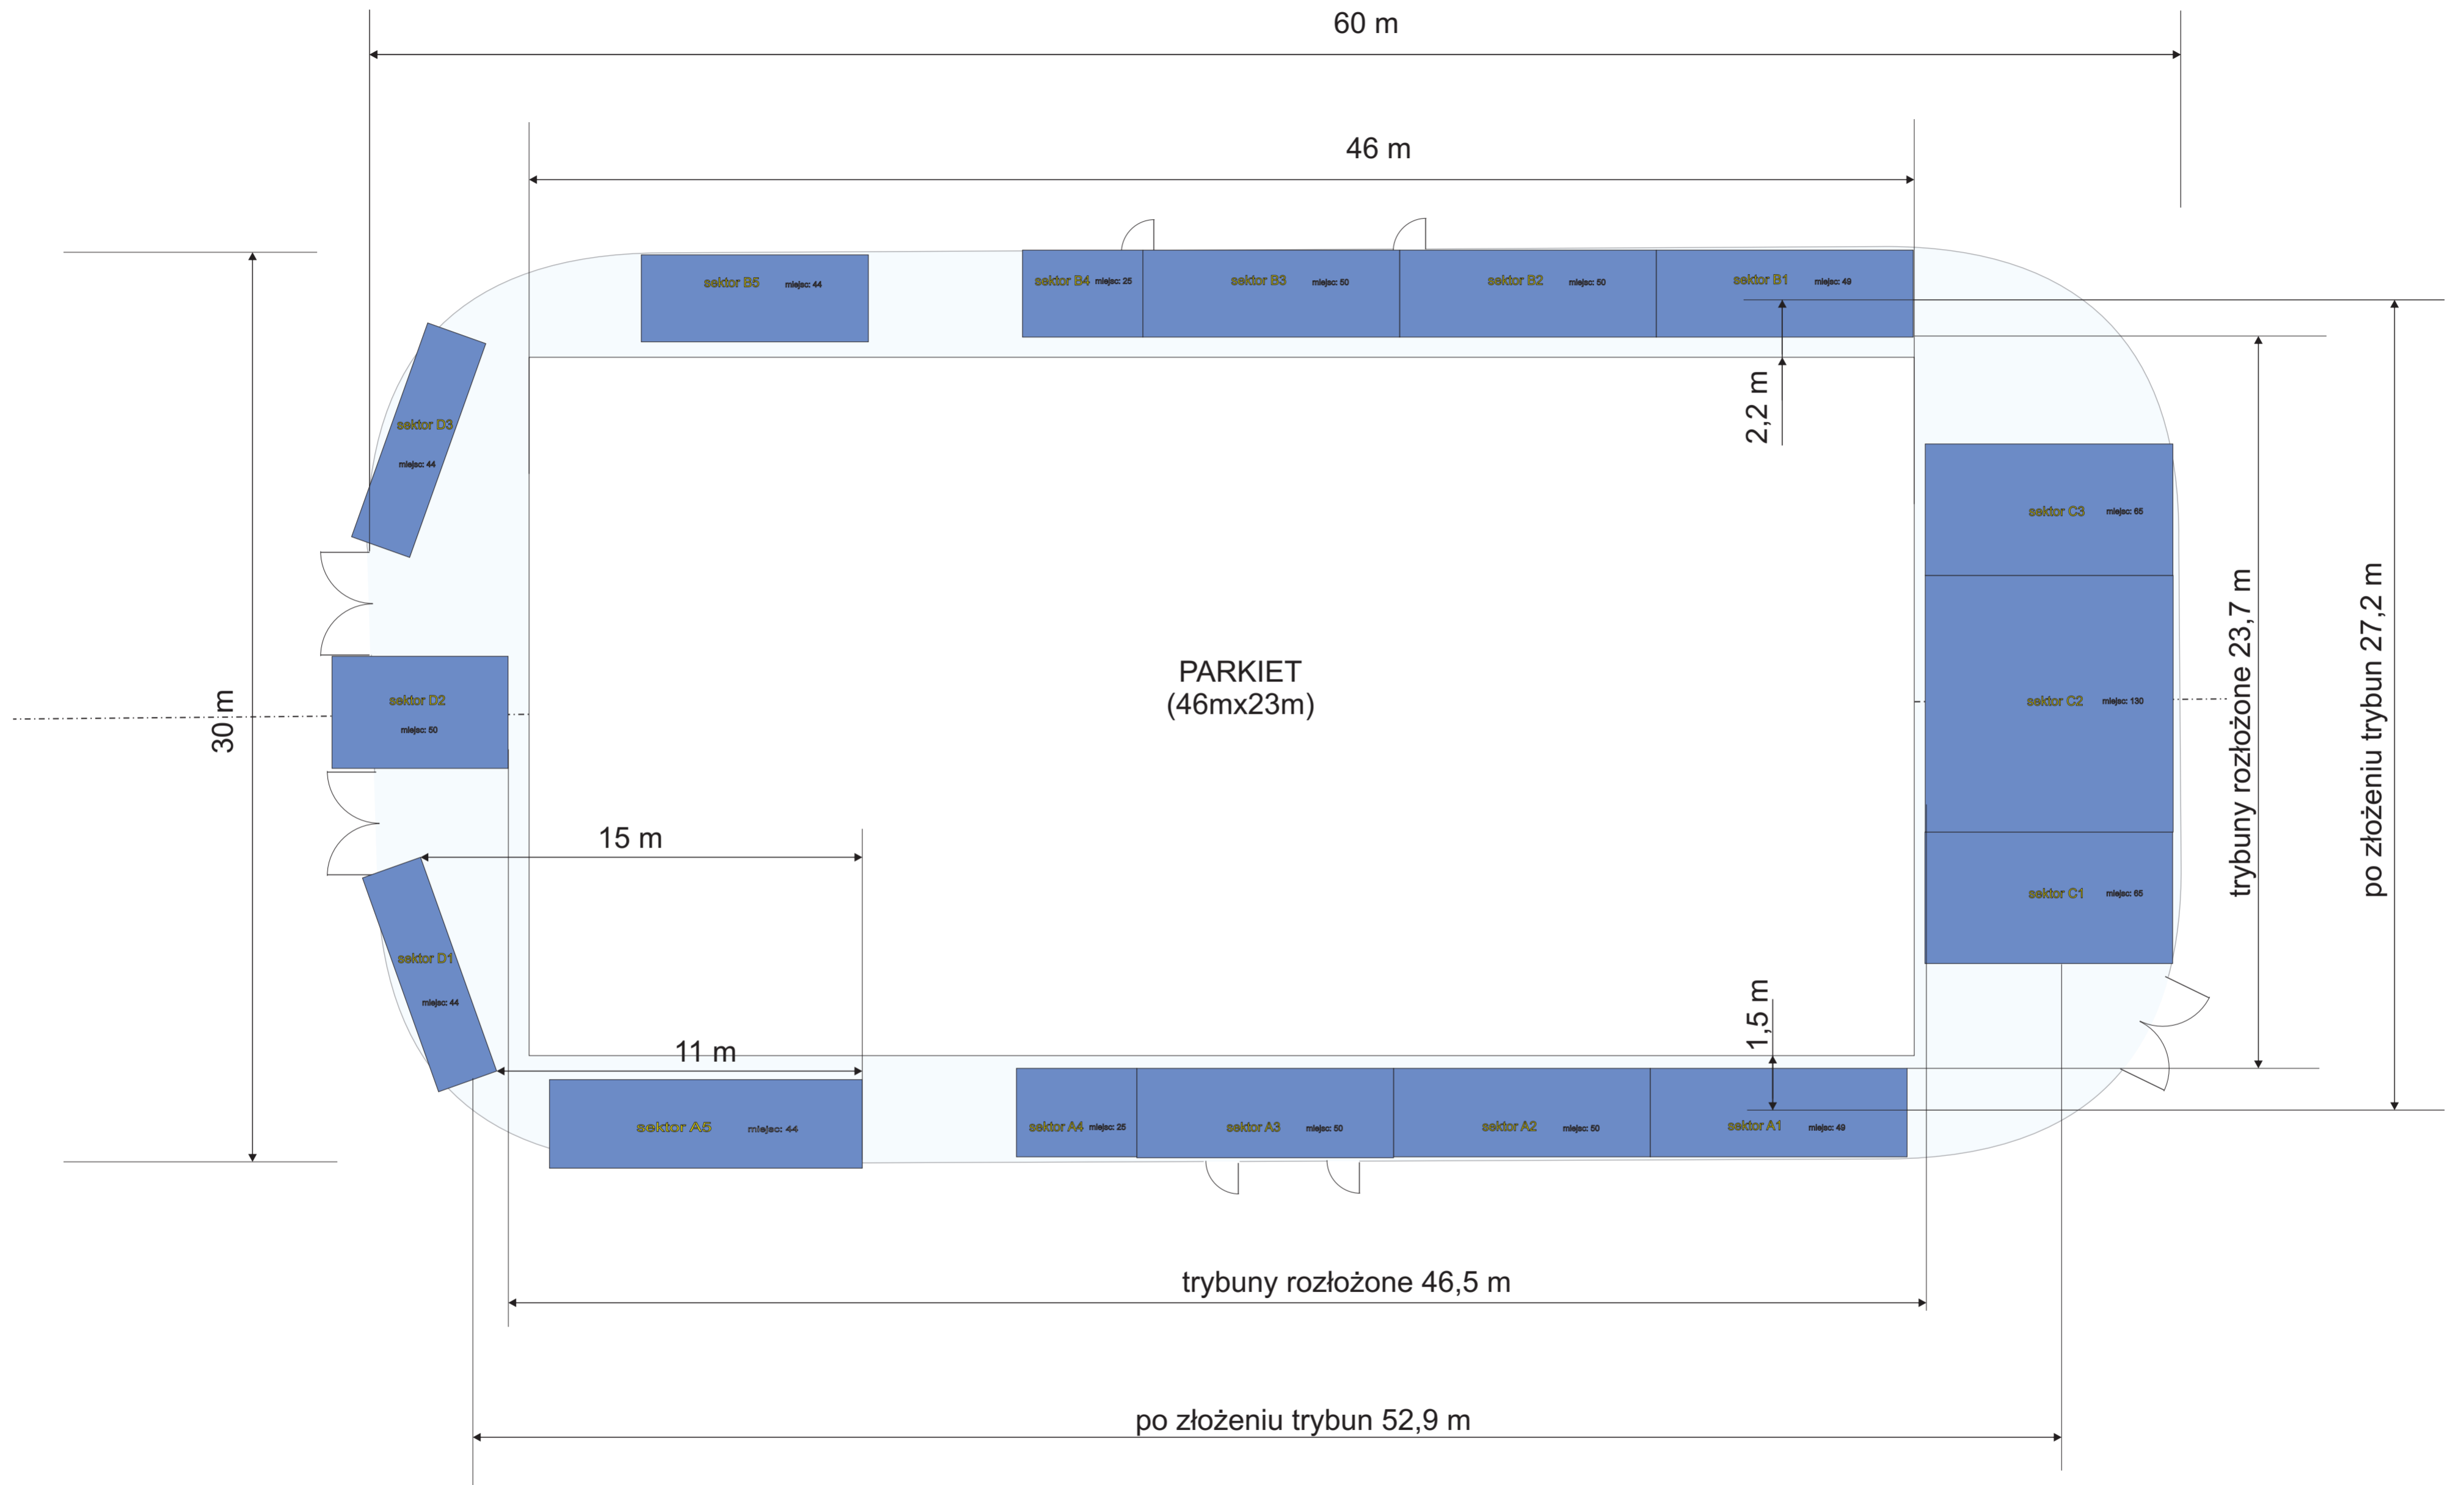 60 m
46 m
sektor B5 miejsc: 44
sektor B4 miejsc: 25
sektor B3 miejsc: 50
sektor B2 miejsc: 50
sektor B1 miejsc: 49
2,2 m
sektor D3
miejsc: 44
sektor C3 miejsc: 65
trybuny rozłożone 23,7 m
po złożeniu trybun 27,2 m
30 m
sektor D2
miejsc: 50
PARKIET
(46mx23m)
sektor C2 miejsc: 130
15 m
sektor C1 miejsc: 65
sektor D1
miejsc: 44
11 m
1,5 m
sektor A5 miejsc: 44
sektor A4 miejsc: 25
sektor A3 miejsc: 50
sektor A2 miejsc: 50
sektor A1 miejsc: 49
trybuny rozłożone 46,5 m
po złożeniu trybun 52,9 m